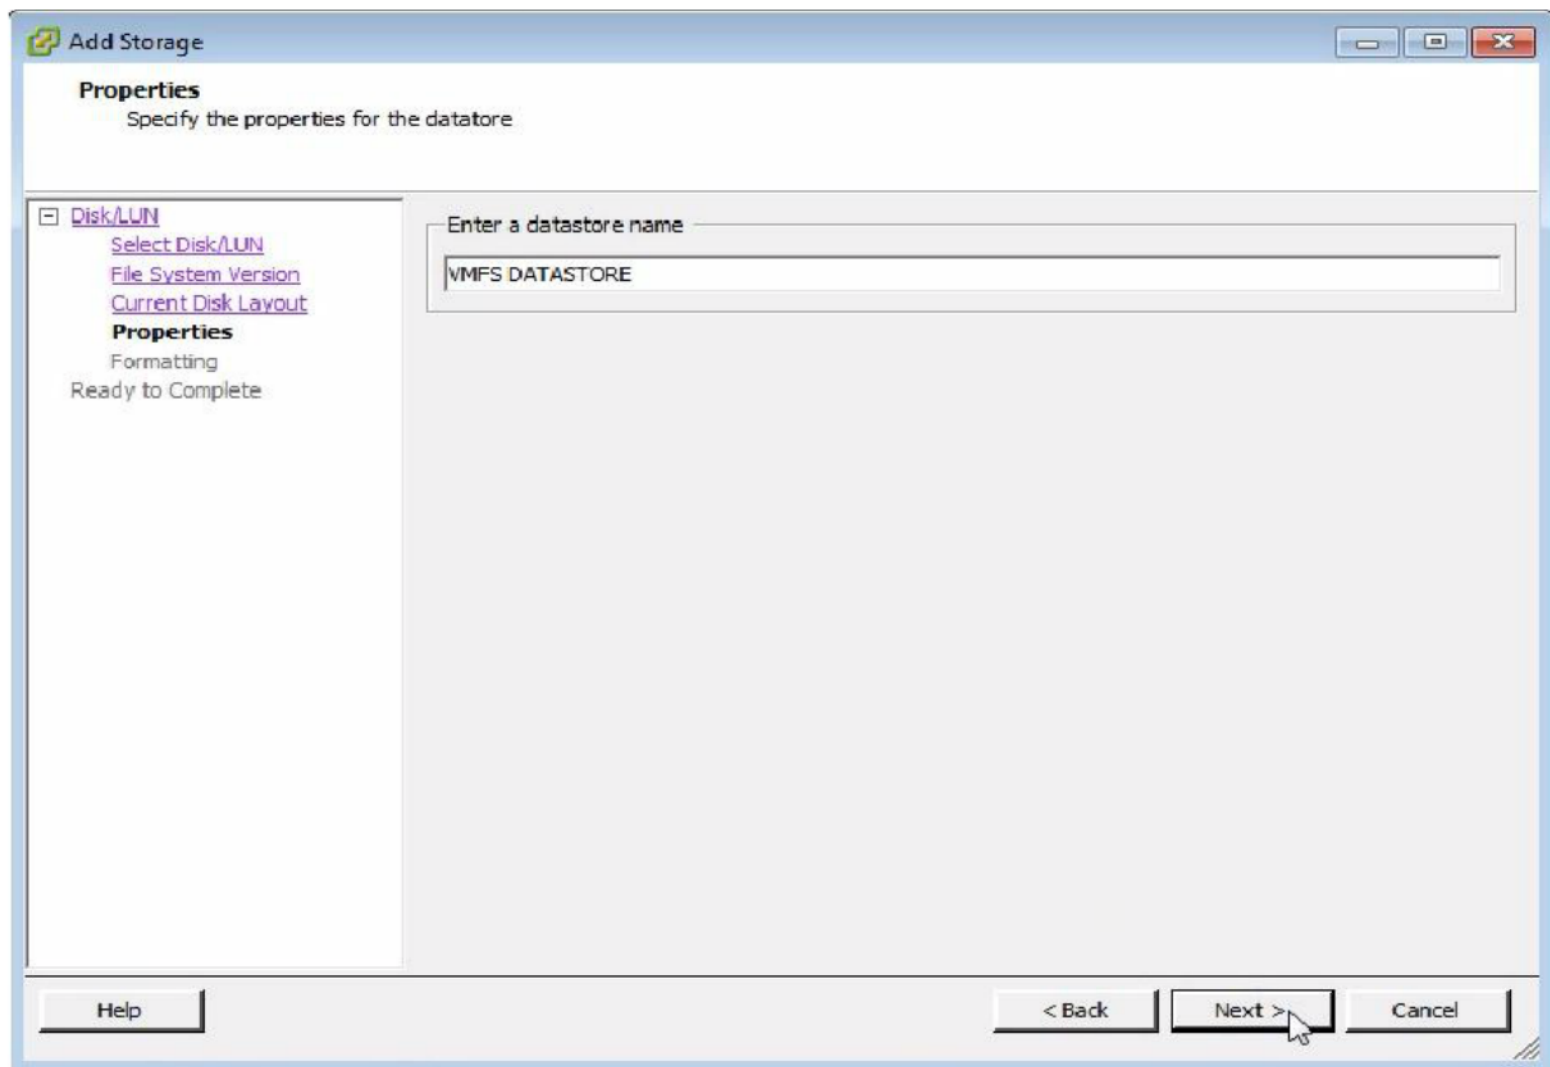 Add Storage
Properties
Specify the properties for the datatore
Disk/LUN
Select Disk/LUN
File System Version
Current Disk Layout
Properties
Formatting
Ready to Complete
Enter a datastore name
VMFS DATASTORE
Help
< Back
Next >
Cancel